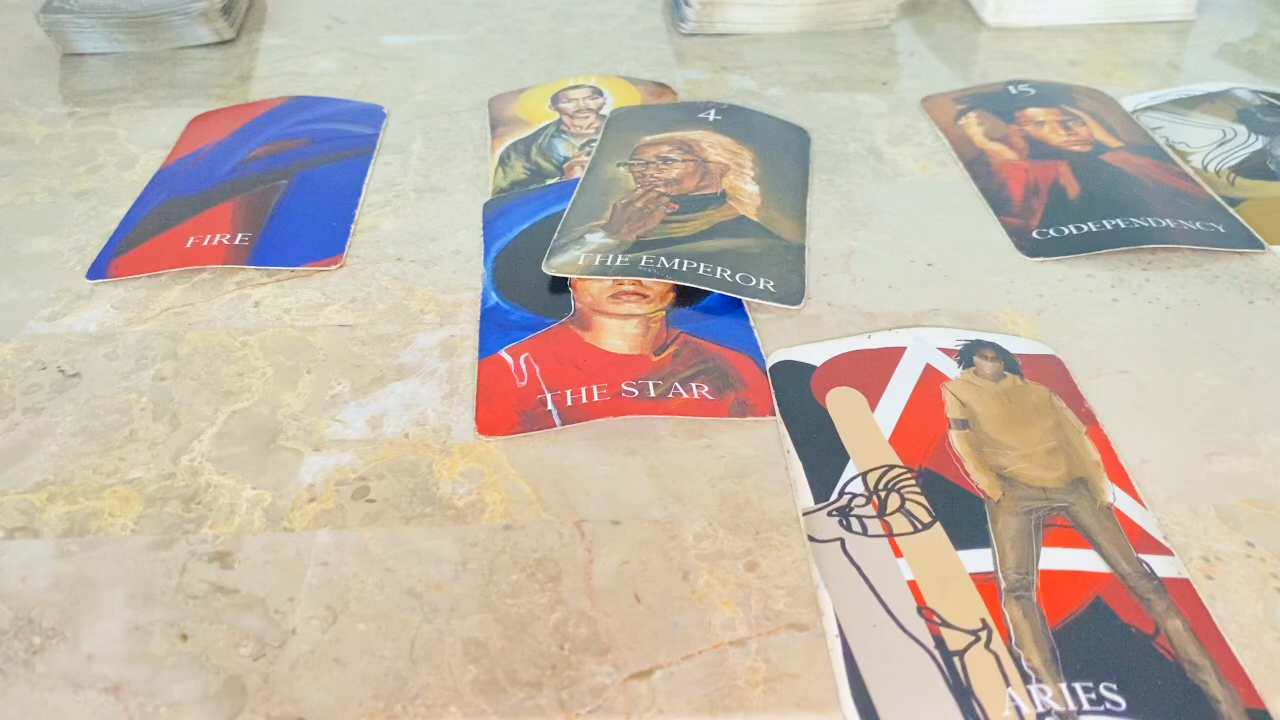 FIRE
4
THE EMPEROR
THE STAR
15
CODEPENDENCY
ARIES